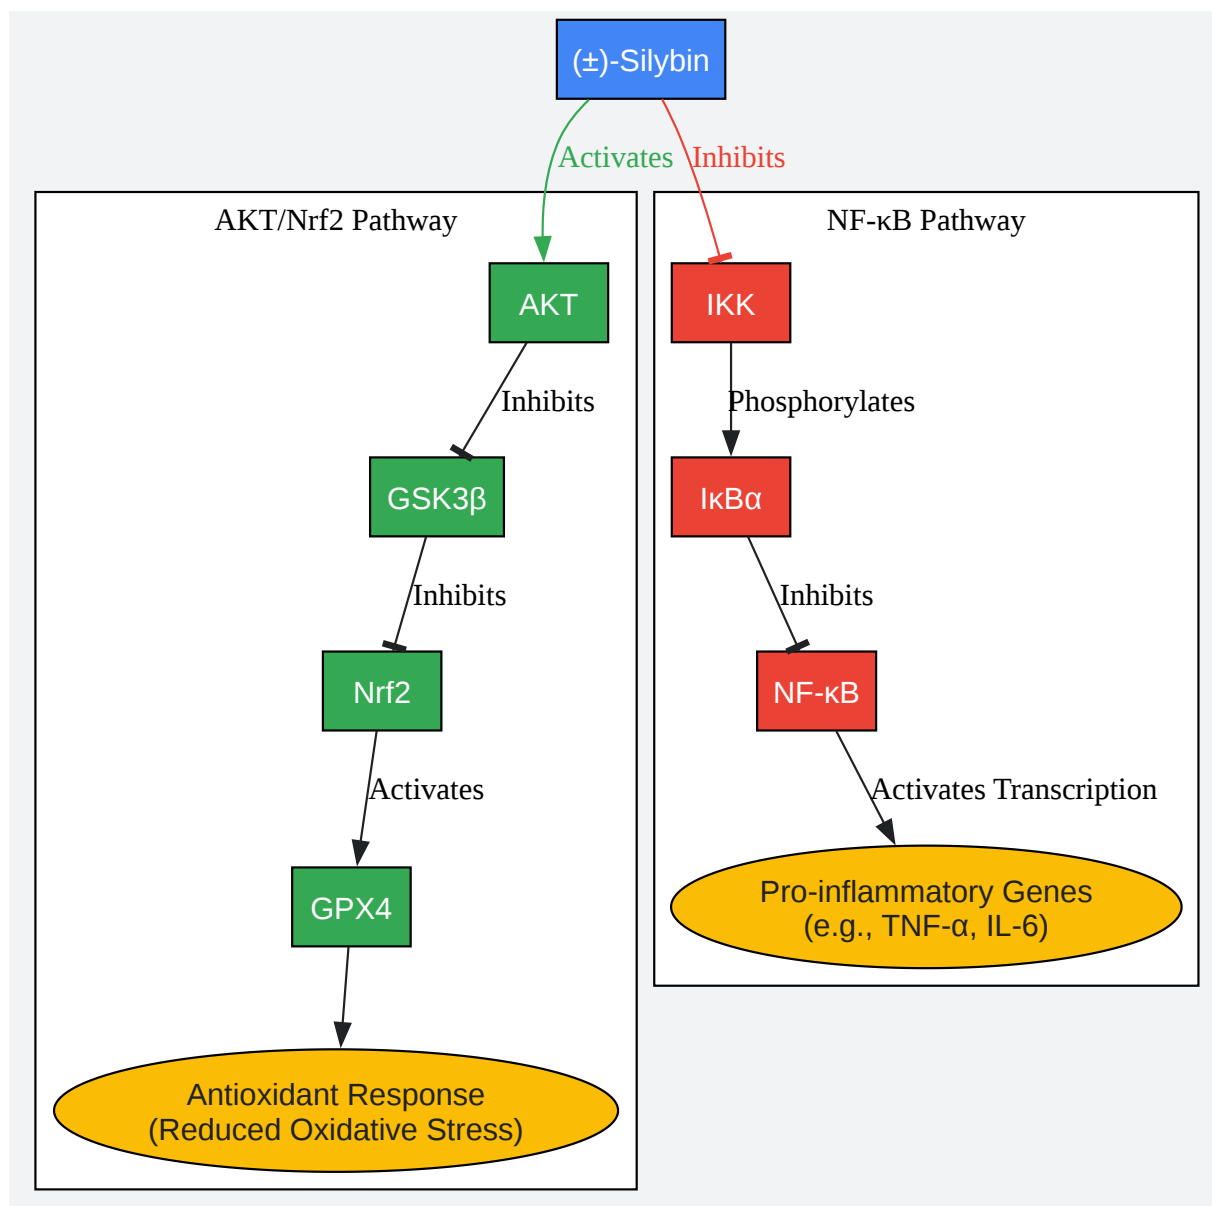 (±)-Silybin
Activates
Inhibits
AKT/Nrf2 Pathway
AKT
Inhibits
GSK3β
Inhibits
Nrf2
Activates
GPX4
Antioxidant Response
(Reduced Oxidative Stress)
NF-κB Pathway
IKK
Phosphorylates
IκBα
Inhibits
NF-κB
Activates Transcription
Pro-inflammatory Genes
(e.g., TNF-α, IL-6)